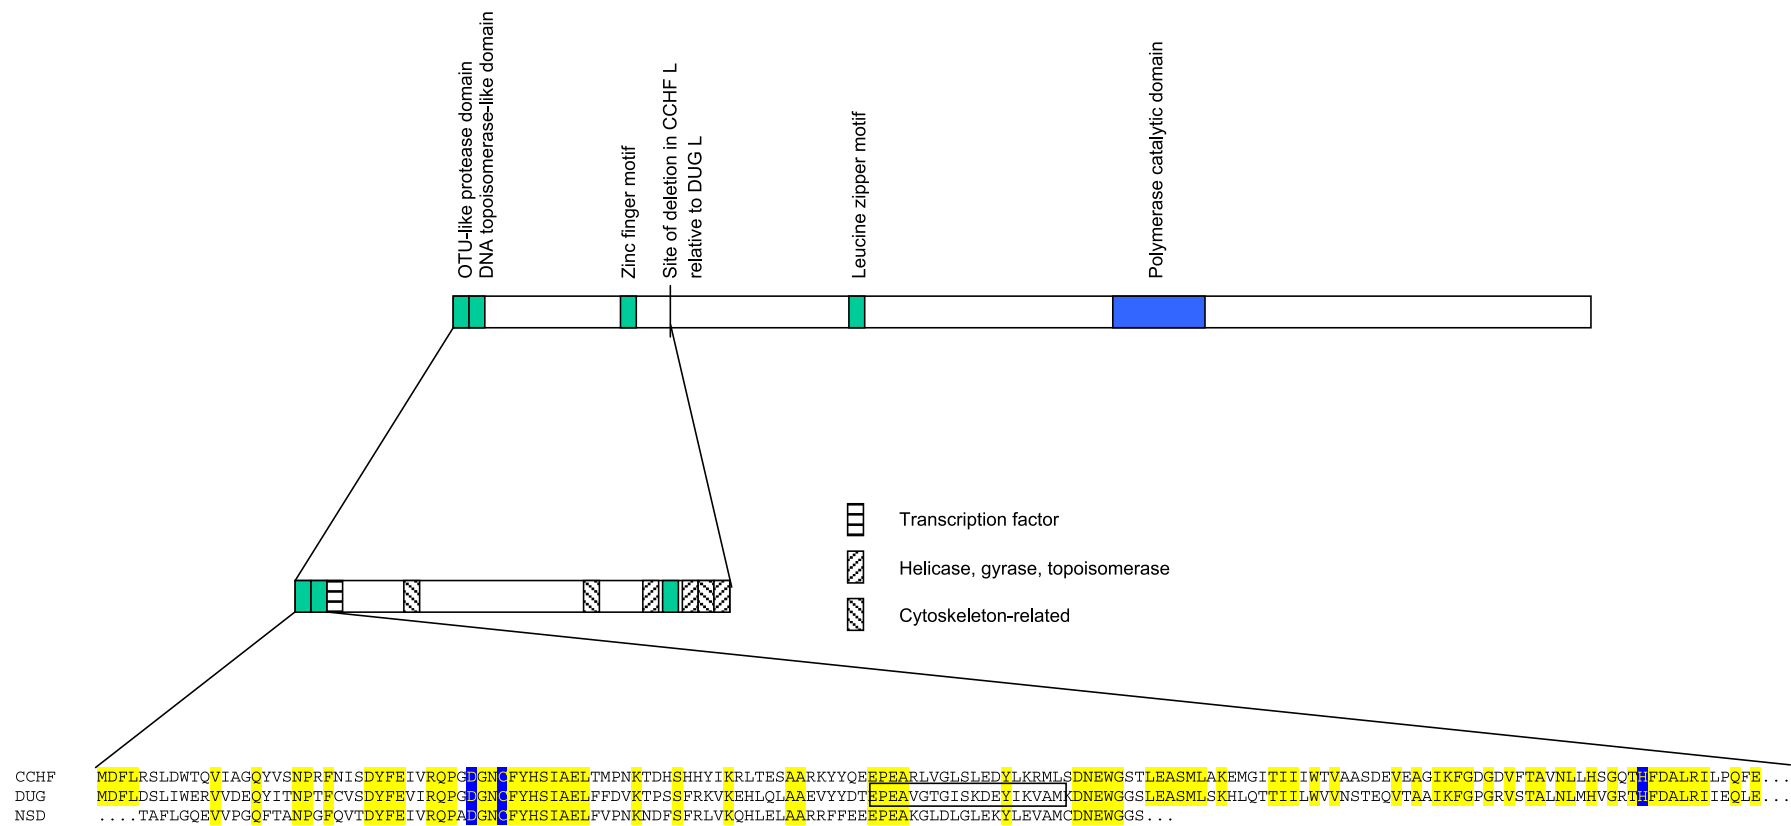 OTU-like protease domain
DNA topoisomerase-like domain
Zinc finger motif
Site of deletion in CCHF L
relative to DUG L
Leucine zipper motif
Polymerase catalytic domain
Transcription factor
Helicase, gyrase, topoisomerase
Cytoskeleton-related
CCHF MDFLRSLDWTQVIAGQYVSNPRFNISDYFEIVRQPGDGNCFYHSIAELTMPNKTDHSHHYIKRLTESAARKYYQEEPEARLVGLSLEDYLKRMLSDNEWGSTLEASMLAKEMGITIIIWTVAASDEVEAGIKFGDGDVFTAVNLLHSGQTHFDALRILPQFE...
DUG MDFLDSLIWERVVDEQYITNPTFCVSDYFEVIRQPGDGNCFYHSIAELFFDVKTPSSFRKVKEHLQLAAEVYYDTEPEAVGTGISKDEYIKVAMKDNEWGGSLEASMLSKHLQTTIILWVVNSTEQVTAAIKFGPGRVSTALNLMHVGRTHFDALRIIEQLE...
NSD ....TAFLGQEVVPGQFTANPGFQVTDYFEIVRQPADGNCFYHSIAELFVPNKNDFSFRLVKQHLELAARRFFEEEPEAKGLDLGLEKYLEVAMCDNEWGGS...